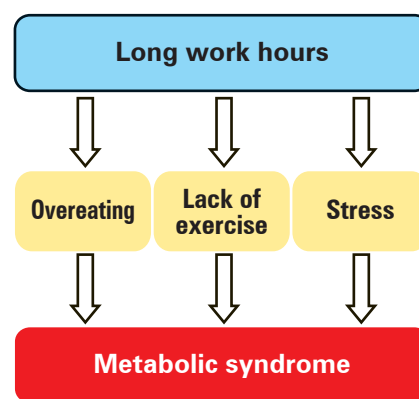 Long work hours
Overeating
Lack of
exercise
Stress
Metabolic syndrome